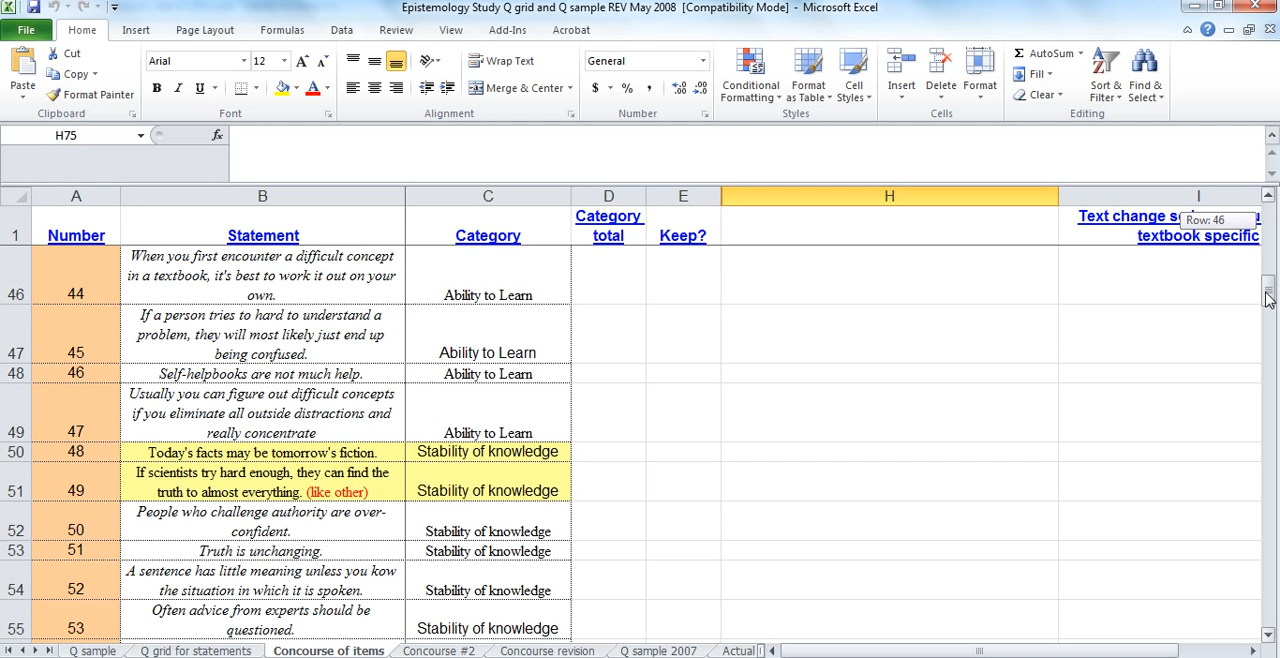 Epistemology Study Q grid and Q sample REV May 2008 [Compatibility Mode] - Microsoft Excel
File Home Insert Page Layout Formulas Data Review View Add-Ins Acrobat
Paste
Cut
Copy
Format Painter
Clipboard
Arial 12
B I U
Font
Wrap Text
Merge & Center
Alignment
General
$ % ,
Number
Conditional Formatting
Format as Table
Cell Styles
Styles
Insert Delete Format
Cells
Σ AutoSum
Fill
Clear
Sort & Filter
Find & Select
Editing
H75 fx
A B C D E H I
1 Number Statement Category Category total Keep?
Text change s
textbook specific
Row: 46
When you first encounter a difficult concept
in a textbook, it's best to work it out on your
46 44 own. Ability to Learn
If a person tries to hard to understand a
problem, they will most likely just end up
47 45 being confused. Ability to Learn
48 46 Self-helpbooks are not much help. Ability to Learn
Usually you can figure out difficult concepts
if you eliminate all outside distractions and
49 47 really concentrate Ability to Learn
50 48 Today's facts may be tomorrow's fiction. Stability of knowledge
If scientists try hard enough, they can find the
51 49 truth to almost everything. (like other) Stability of knowledge
People who challenge authority are over-
52 50 confident. Stability of knowledge
53 51 Truth is unchanging. Stability of knowledge
A sentence has little meaning unless you kow
54 52 the situation in which it is spoken. Stability of knowledge
Often advice from experts should be
55 53 questioned. Stability of knowledge
Q sample Q grid for statements Concourse of items Concourse #2 Concourse revision Q sample 2007 Actual